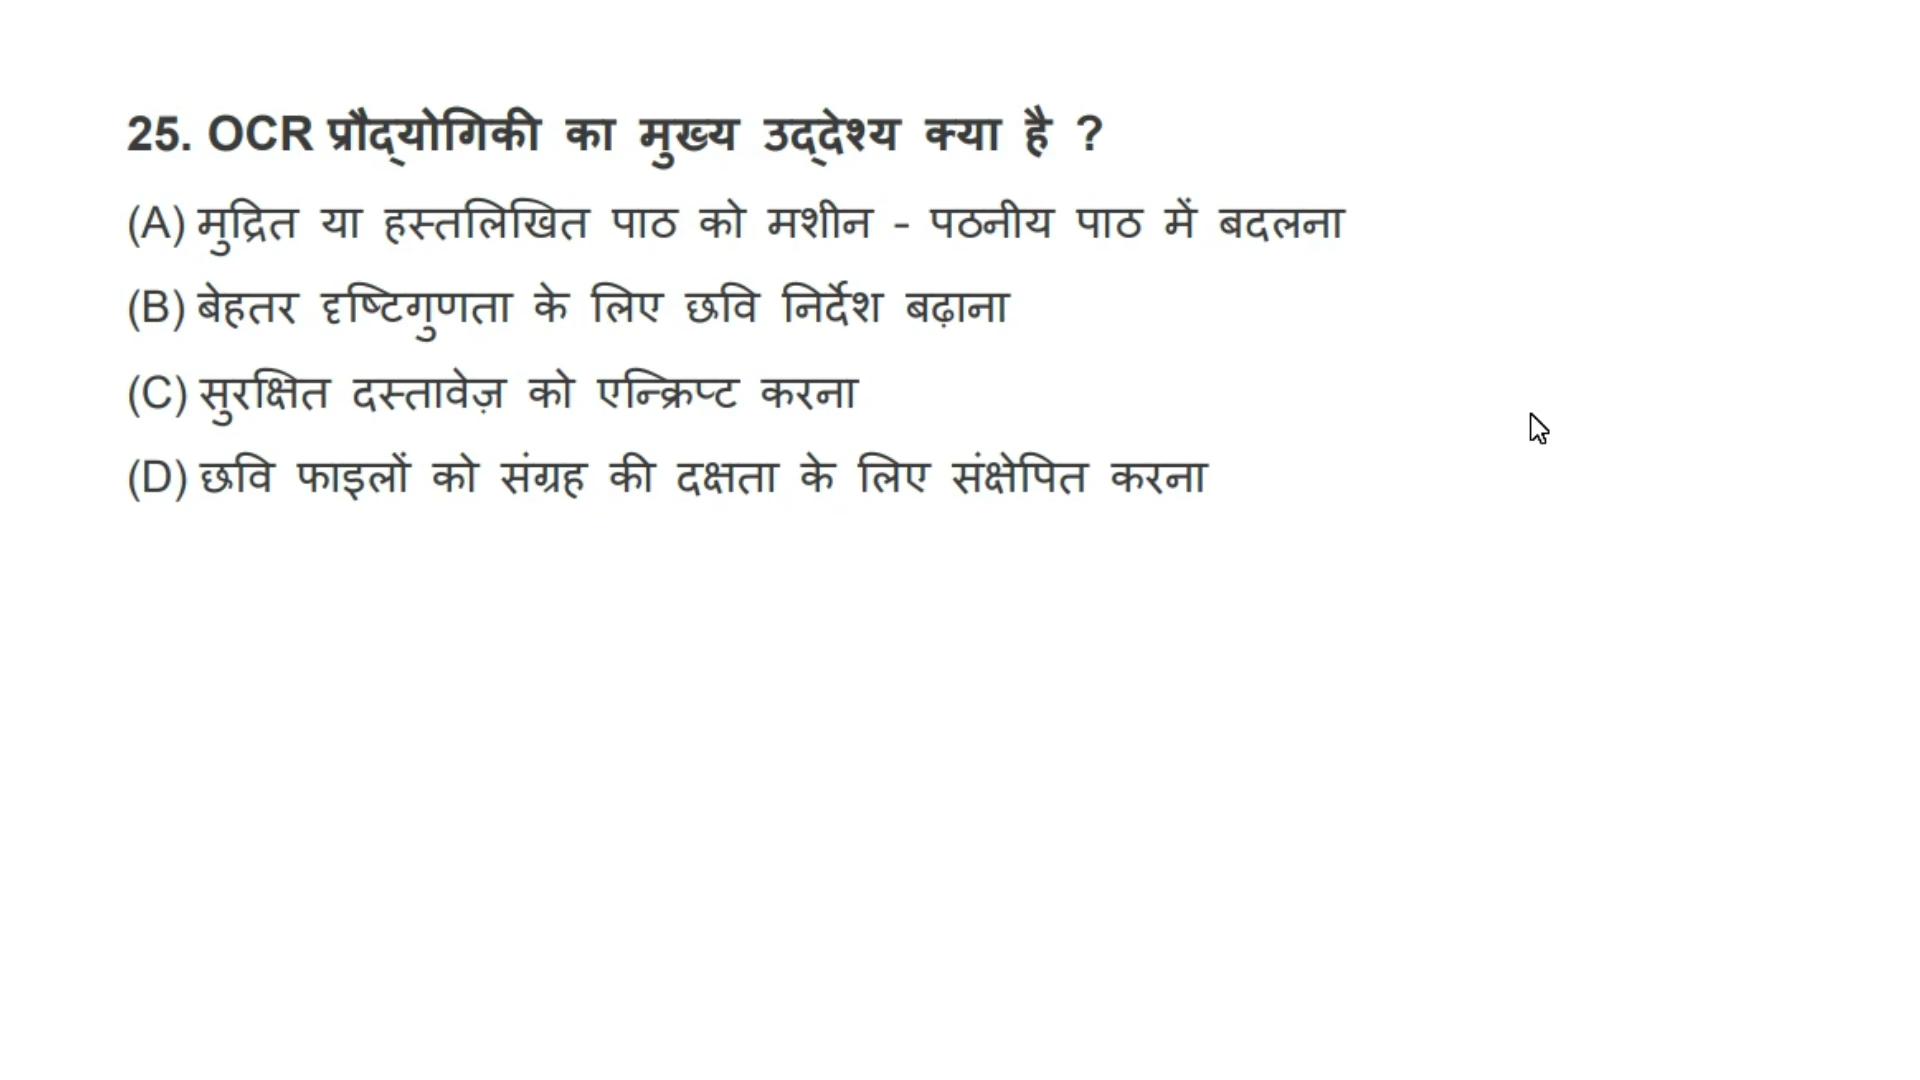 25. OCR प्रौद्योगिकी का मुख्य उद्देश्य क्या है ?
(A) मुद्रित या हस्तलिखित पाठ को मशीन - पठनीय पाठ में बदलना
(B) बेहतर दृष्टिगुणता के लिए छवि निर्देश बढ़ाना
(C) सुरक्षित दस्तावेज़ को एन्क्रिप्ट करना
(D) छवि फाइलों को संग्रह की दक्षता के लिए संक्षेपित करना